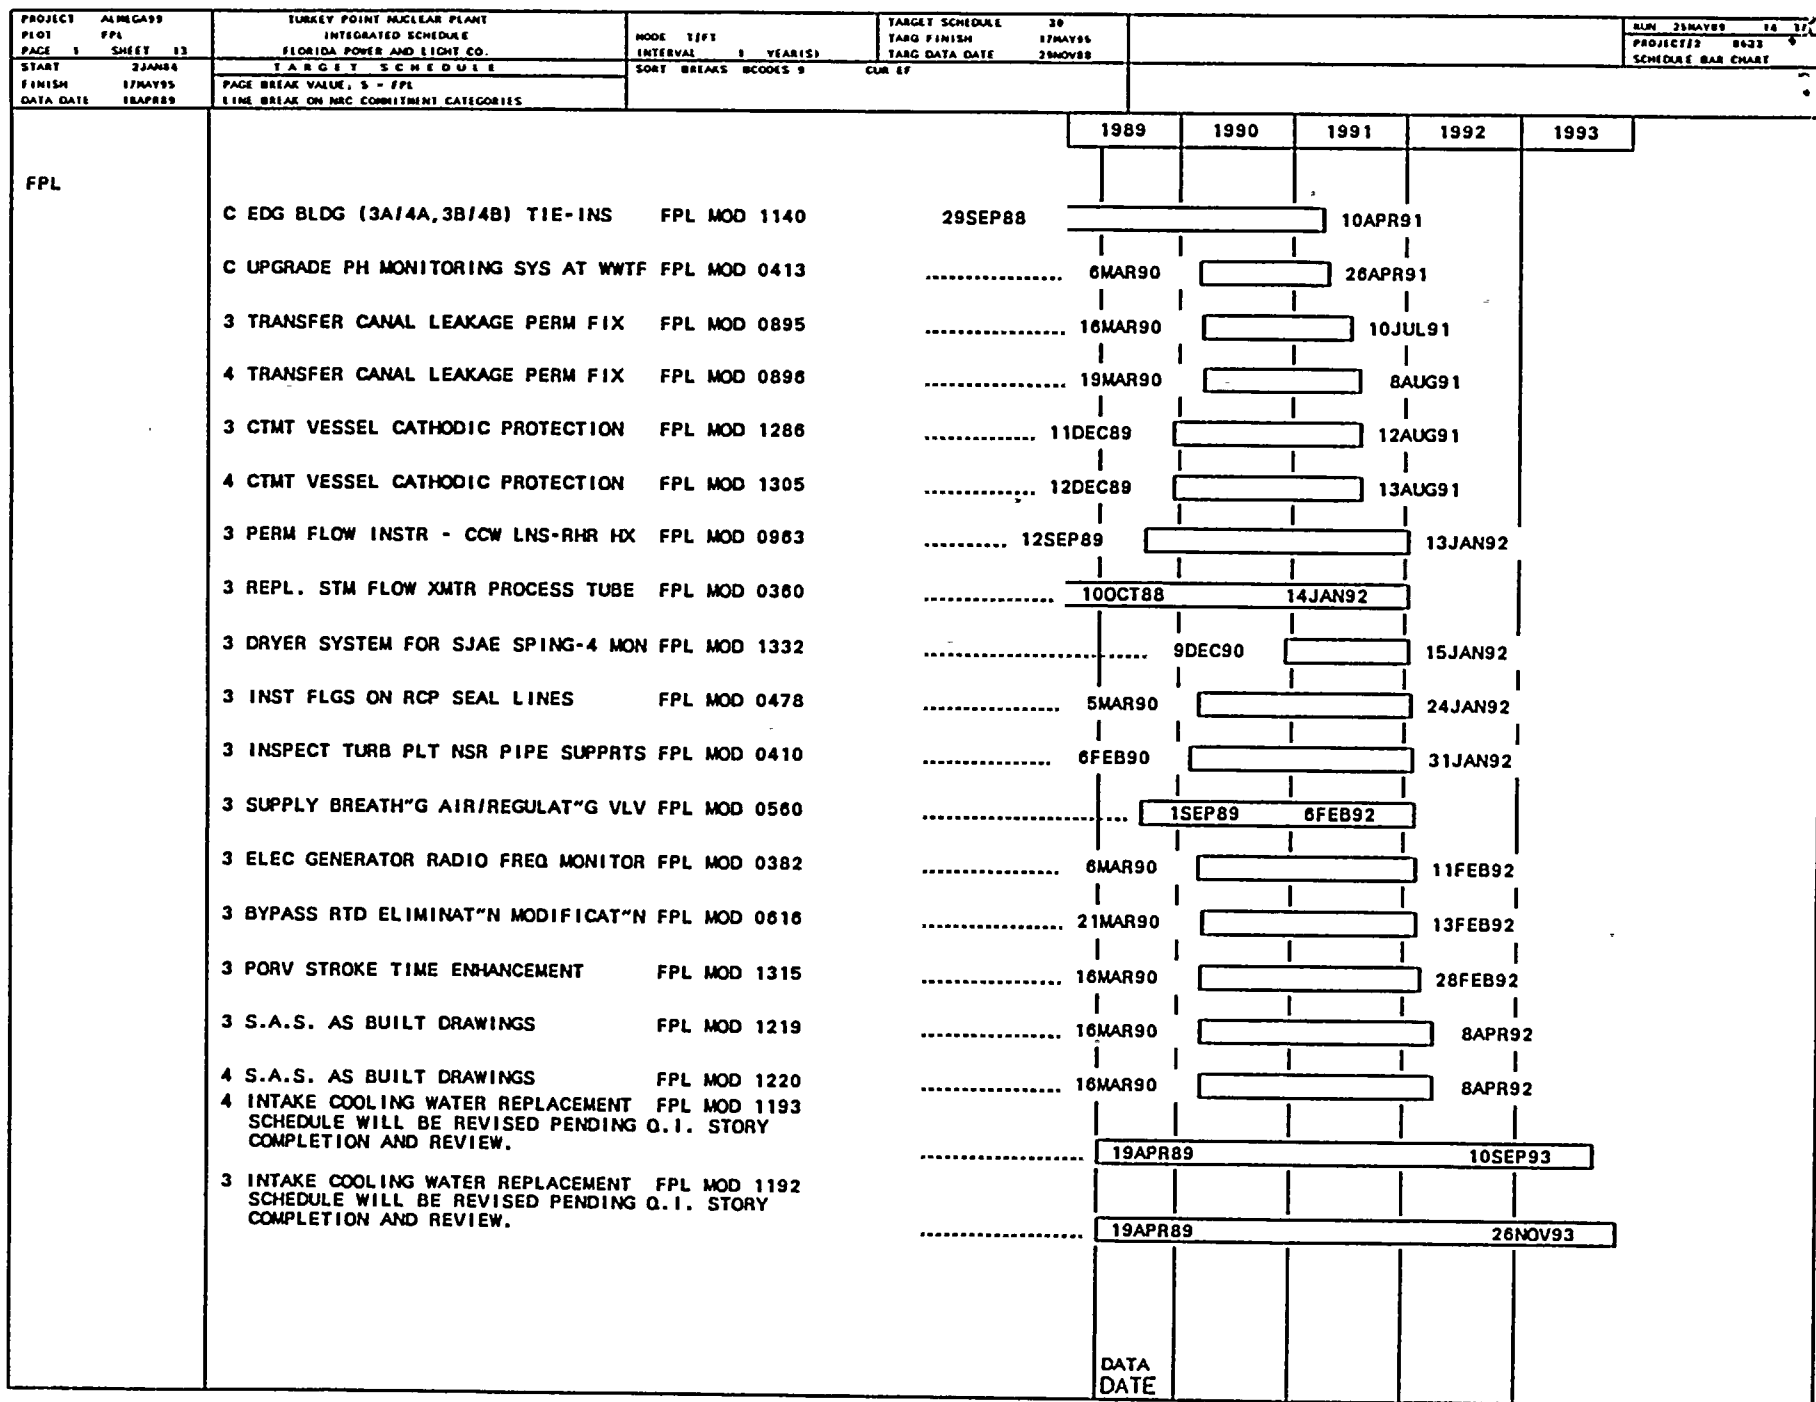 PROJECT ALMEGA99
PLOT FPL
PAGE 1 SHEET 13
START 2JAN84
FINISH 17MAY95
DATA DATE 18APR89
TURKEY POINT NUCLEAR PLANT
INTEGRATED SCHEDULE
FLORIDA POWER AND LIGHT CO.
TARGET SCHEDULE
PAGE BREAK VALUE, S - FPL
LINE BREAK ON NRC COMMITMENT CATEGORIES
MODE T/FT
INTERVAL 1 YEAR(S)
SORT BREAKS BCODES 9 CUR EF
TARGET SCHEDULE 30
TARG FINISH 17MAY95
TARG DATA DATE 29NOV88
RUN 25MAY89 14
PROJECT/2 8623
SCHEDULE BAR CHART
1989 1990 1991 1992 1993
FPL
C EDG BLDG (3A/4A,3B/4B) TIE-INS FPL MOD 1140 29SEP88 10APR91
C UPGRADE PH MONITORING SYS AT WWTF FPL MOD 0413 6MAR90 26APR91
3 TRANSFER CANAL LEAKAGE PERM FIX FPL MOD 0895 16MAR90 10JUL91
4 TRANSFER CANAL LEAKAGE PERM FIX FPL MOD 0896 19MAR90 8AUG91
3 CTMT VESSEL CATHODIC PROTECTION FPL MOD 1286 11DEC89 12AUG91
4 CTMT VESSEL CATHODIC PROTECTION FPL MOD 1305 12DEC89 13AUG91
3 PERM FLOW INSTR - CCW LNS-RHR HX FPL MOD 0963 12SEP89 13JAN92
3 REPL. STM FLOW XMTR PROCESS TUBE FPL MOD 0360 10OCT88 14JAN92
3 DRYER SYSTEM FOR SJAE SPING-4 MON FPL MOD 1332 9DEC90 15JAN92
3 INST FLGS ON RCP SEAL LINES FPL MOD 0478 5MAR90 24JAN92
3 INSPECT TURB PLT NSR PIPE SUPPRTS FPL MOD 0410 6FEB90 31JAN92
3 SUPPLY BREATH"G AIR/REGULAT"G VLV FPL MOD 0560 1SEP89 6FEB92
3 ELEC GENERATOR RADIO FREQ MONITOR FPL MOD 0382 6MAR90 11FEB92
3 BYPASS RTD ELIMINAT"N MODIFICAT"N FPL MOD 0616 21MAR90 13FEB92
3 PORV STROKE TIME ENHANCEMENT FPL MOD 1315 16MAR90 28FEB92
3 S.A.S. AS BUILT DRAWINGS FPL MOD 1219 16MAR90 8APR92
4 S.A.S. AS BUILT DRAWINGS FPL MOD 1220 16MAR90 8APR92
4 INTAKE COOLING WATER REPLACEMENT FPL MOD 1193
SCHEDULE WILL BE REVISED PENDING Q.I. STORY
COMPLETION AND REVIEW.
19APR89 10SEP93
3 INTAKE COOLING WATER REPLACEMENT FPL MOD 1192
SCHEDULE WILL BE REVISED PENDING Q.I. STORY
COMPLETION AND REVIEW.
19APR89 26NOV93
DATA
DATE